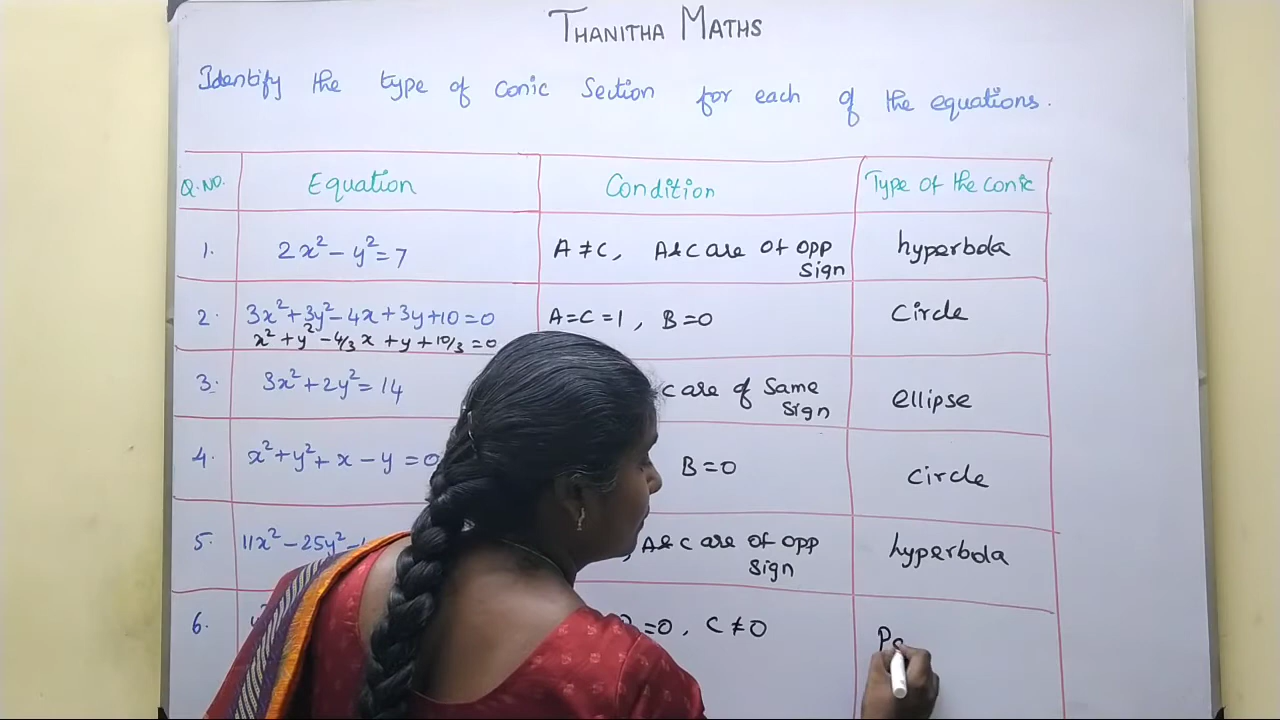 THANITHA MATHS
Identify the type of conic Section for each of the equations.
Q.NO. Equation Condition Type of the conic
1. 2x² - y² = 7 A ≠ C, A & C are of opp sign hyperbola
2. 3x² + 3y² - 4x + 3y + 10 = 0 A = C = 1, B = 0 Circle
x² + y² - 4/3 x + y + 10/3 = 0
3. 3x² + 2y² = 14 C are of Same Sign ellipse
4. x² + y² + x - y = 0 B = 0 circle
5. 11x² - 25y² - , A & C are of opp sign hyperbola
6. = 0, C ≠ 0 Pa